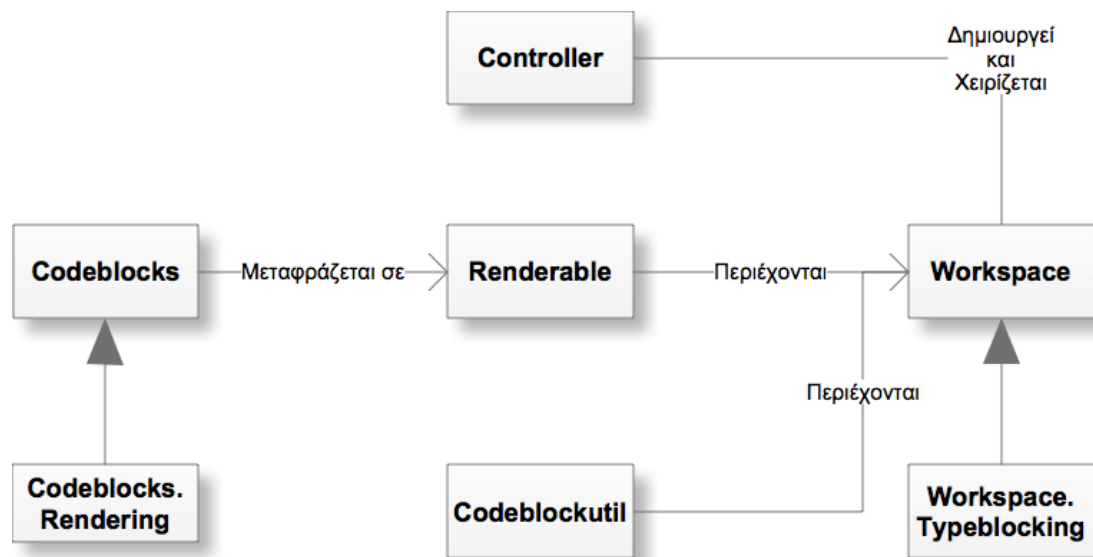 Controller
Δημιουργεί
και
Χειρίζεται
Codeblocks
Μεταφράζεται σε
Renderable
Περιέχονται
Workspace
Περιέχονται
Codeblocks.
Rendering
Codeblockutil
Workspace.
Typeblocking